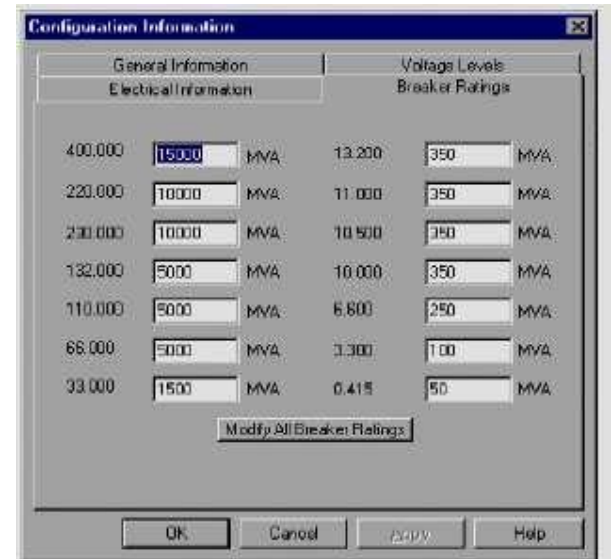 Configuration Information
General Information Voltage Levels
Electrical Information Breaker Ratings
400.000 15000 MVA 13.200 350 MVA
220.000 10000 MVA 11.000 350 MVA
230.000 10000 MVA 10.500 350 MVA
132.000 5000 MVA 10.000 350 MVA
110.000 5000 MVA 6.600 250 MVA
66.000 5000 MVA 3.300 100 MVA
33.000 1500 MVA 0.415 50 MVA
Modify All Breaker Ratings
OK Cancel Apply Help